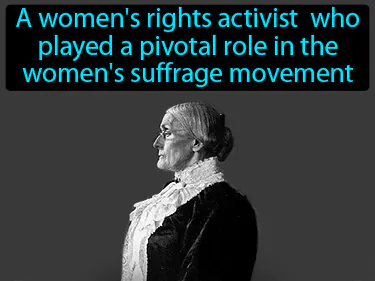 A women's rights activist who
played a pivotal role in the
women's suffrage movement